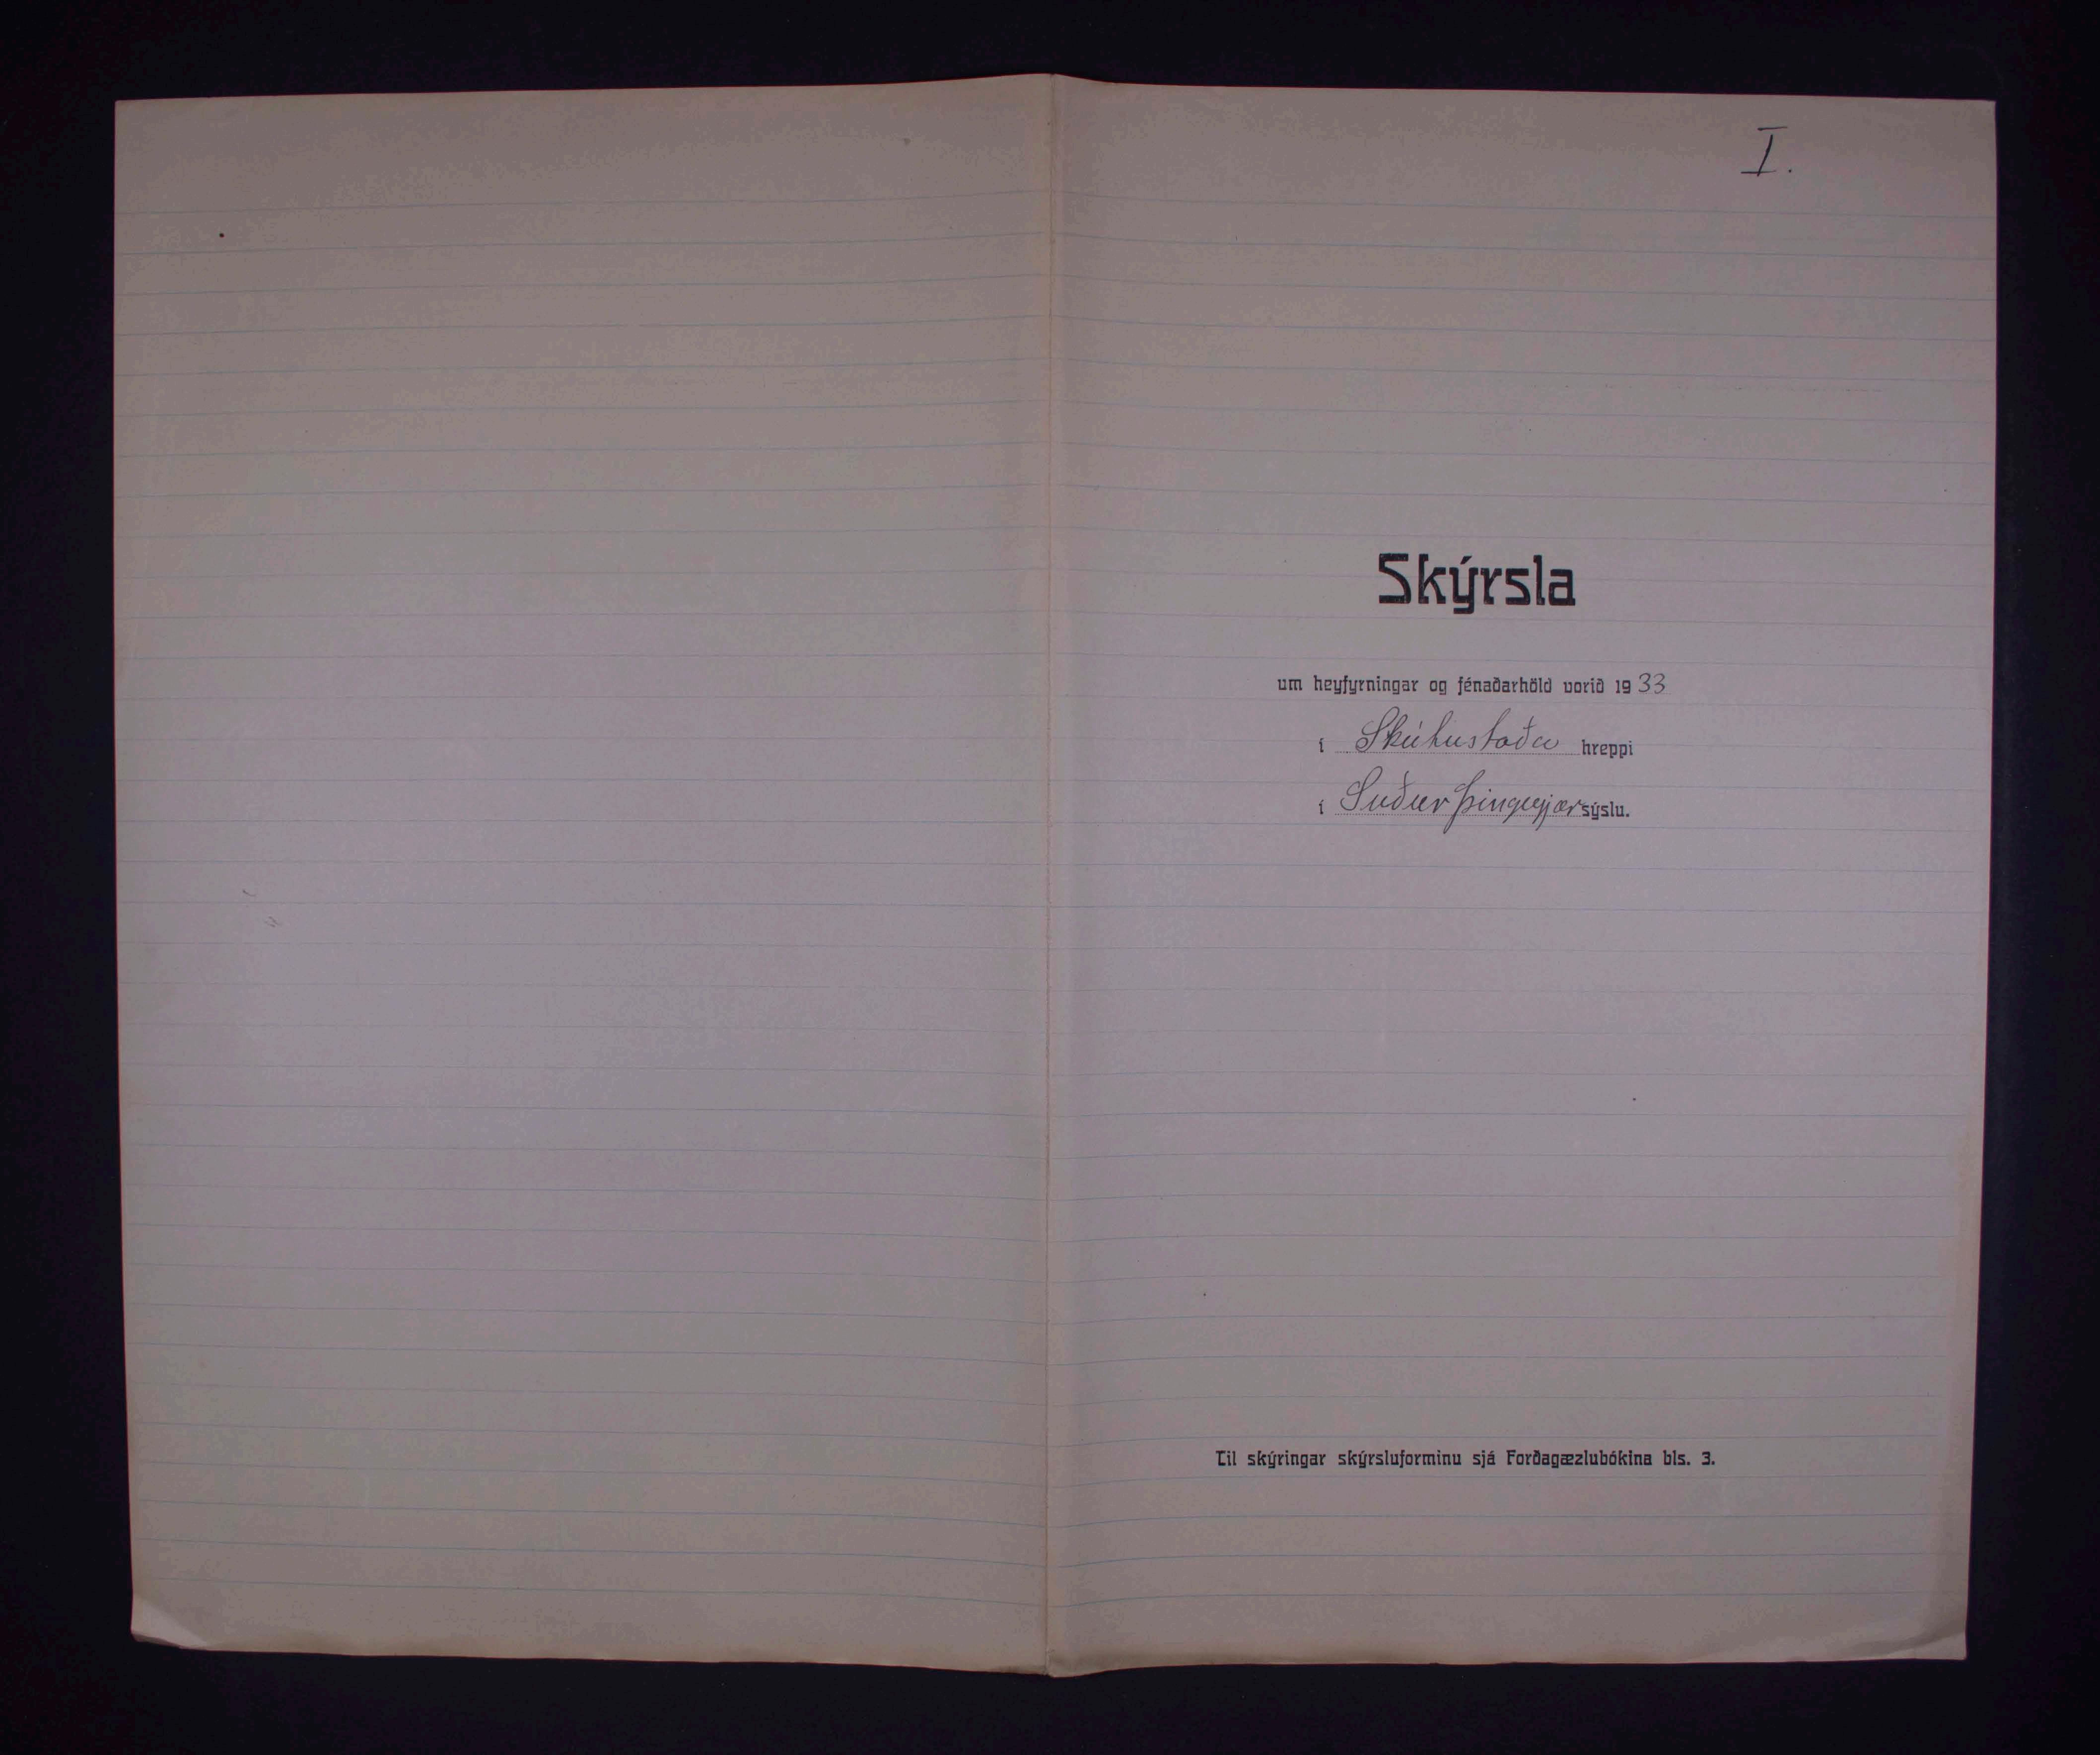 I.
Skýrsla
um heyfyrningar og fénaðarhöld vorið 1933
í Skútustaða hreppi
í Suður Þingeyjarsýslu.
Til skýringar skýrsluforminu sjá Forðagæzlubókina bls. 3.